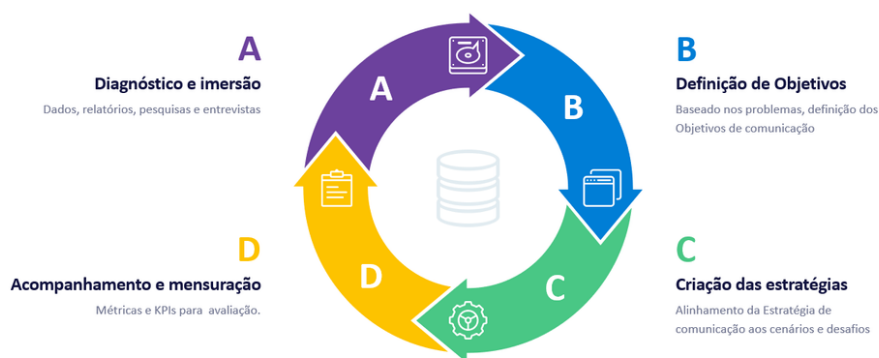 A
Diagnóstico e imersão
Dados, relatórios, pesquisas e entrevistas
B
Definição de Objetivos
Baseado nos problemas, definição dos
Objetivos de comunicação
A
B
C
D
D
Acompanhamento e mensuração
Métricas e KPIs para avaliação.
C
Criação das estratégias
Alinhamento da Estratégia de
comunicação aos cenários e desafios